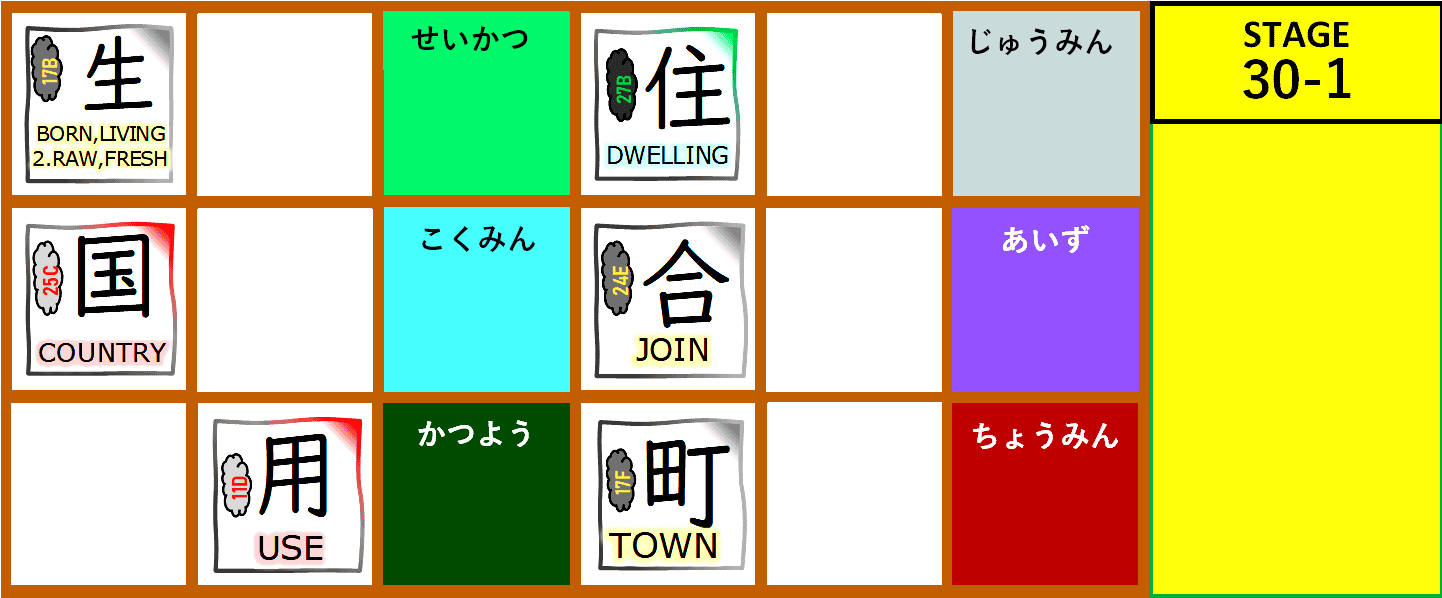 17B
生
BORN,LIVING
2.RAW,FRESH
せいかつ
27B
住
DWELLING
じゅうみん
STAGE
30-1
25C
国
COUNTRY
こくみん
24E
合
JOIN
あいず
11D
用
USE
かつよう
17F
町
TOWN
ちょうみん